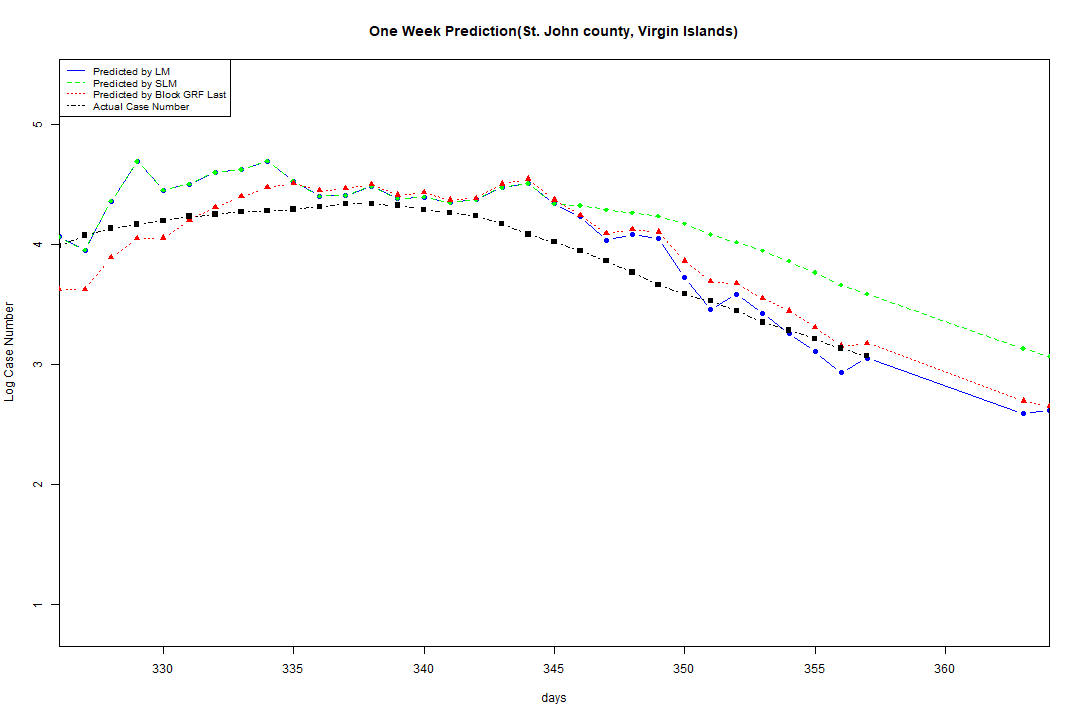 One Week Prediction(St. John county, Virgin Islands)
Predicted by LM
Predicted by SLM
Predicted by Block GRF Last
Actual Case Number
5
4
3
2
1
Log Case Number
330 335 340 345 350 355 360
days